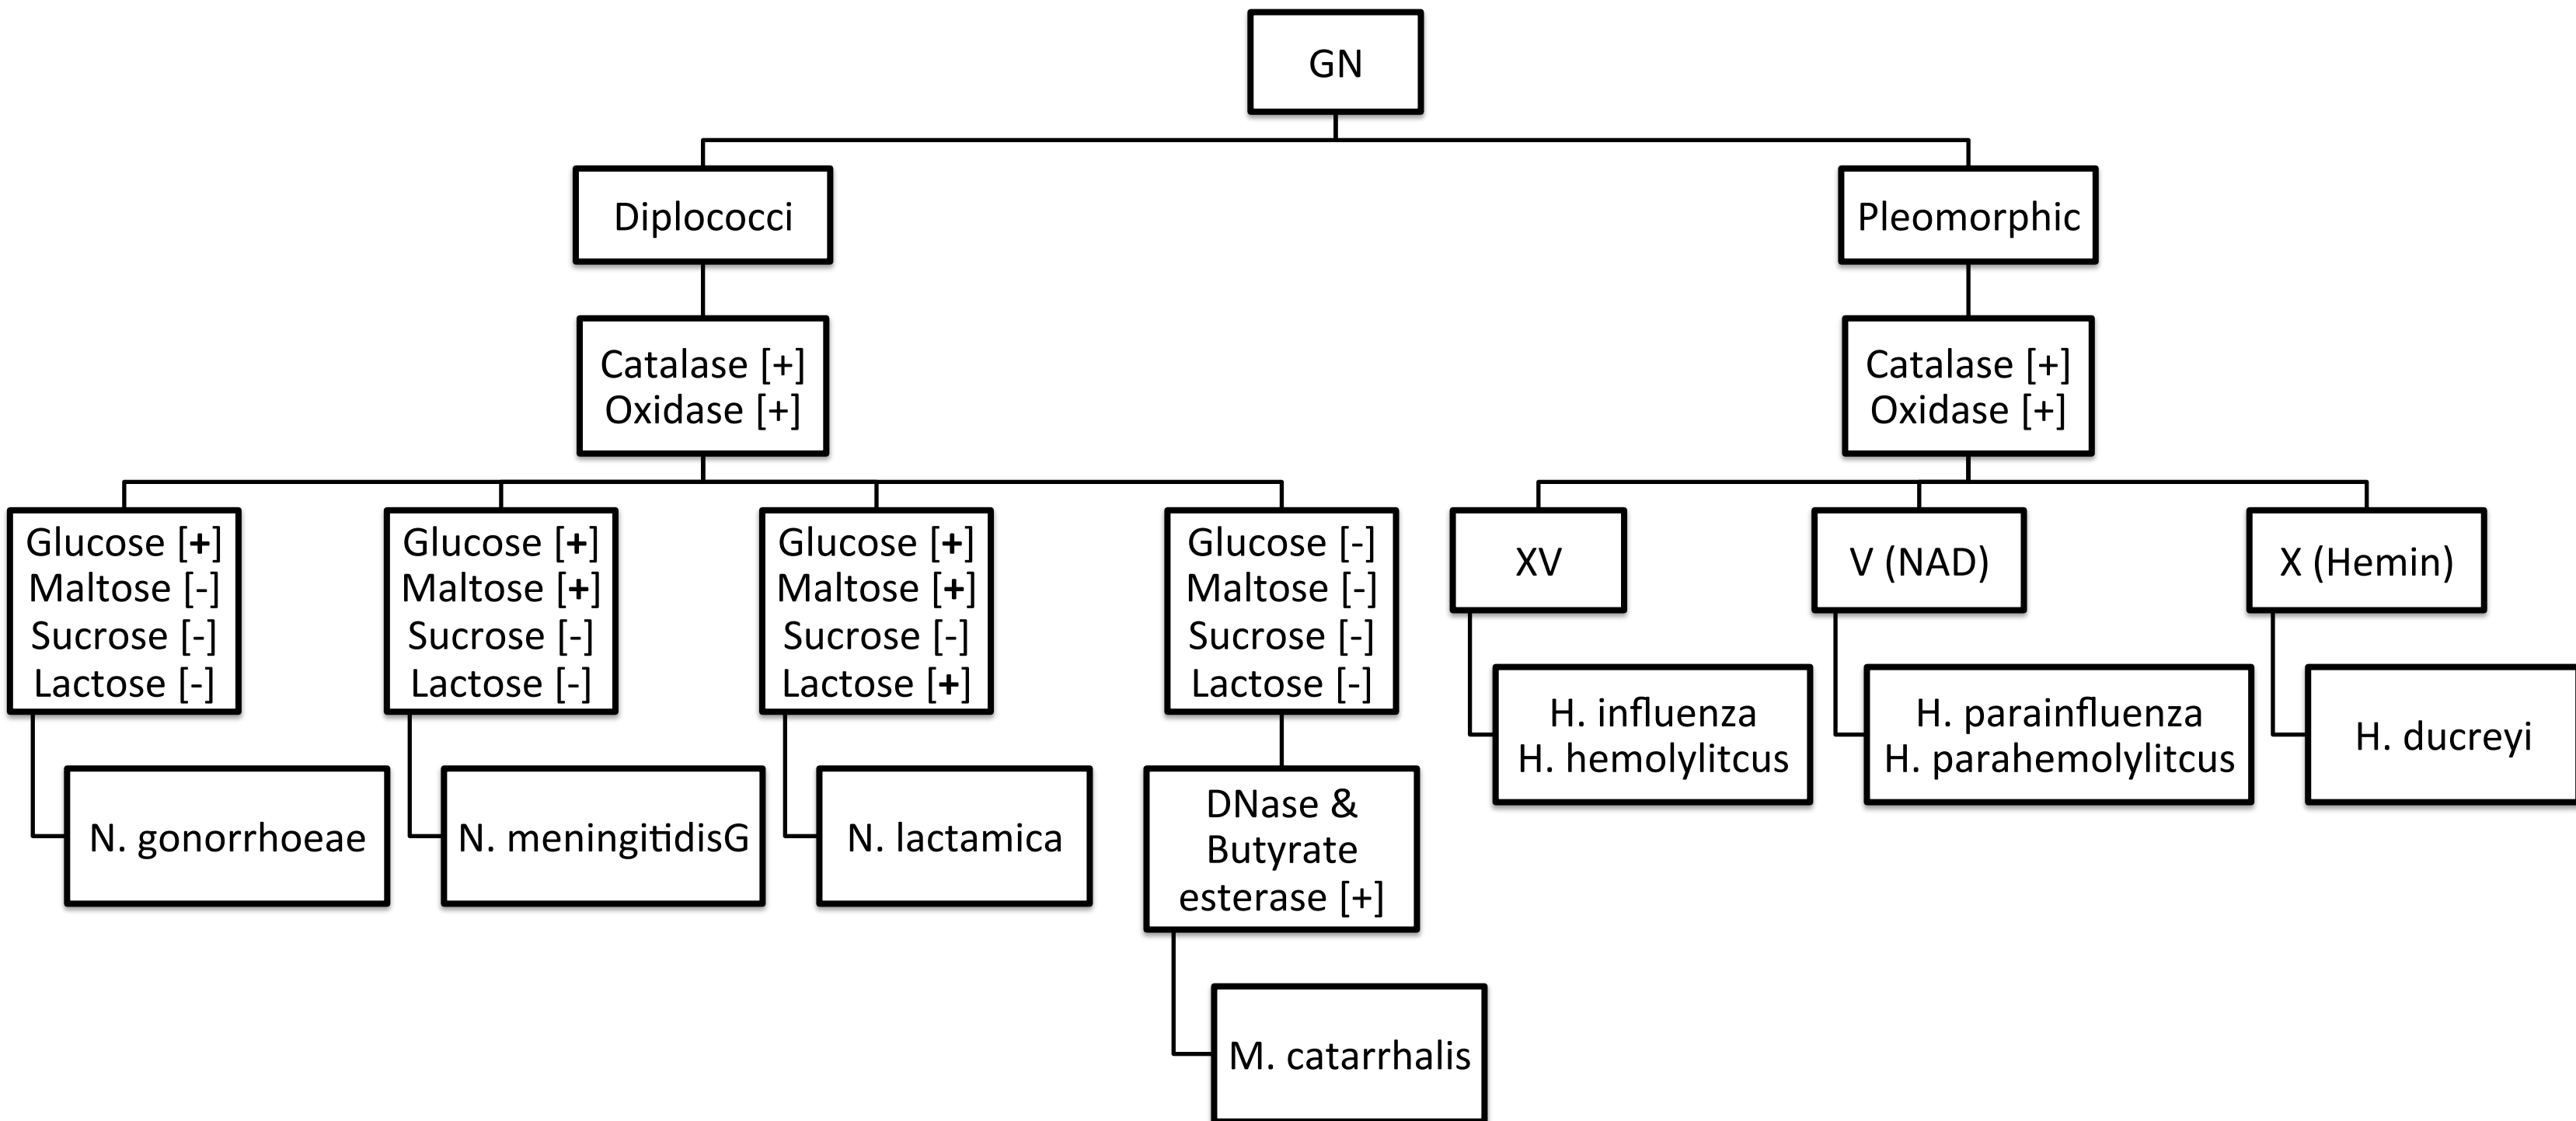 GN
Diplococci
Pleomorphic
Catalase [+]
Oxidase [+]
Catalase [+]
Oxidase [+]
Glucose [+]
Maltose [-]
Sucrose [-]
Lactose [-]
Glucose [+]
Maltose [+]
Sucrose [-]
Lactose [-]
Glucose [+]
Maltose [+]
Sucrose [-]
Lactose [+]
Glucose [-]
Maltose [-]
Sucrose [-]
Lactose [-]
XV
V (NAD)
X (Hemin)
H. influenza
H. hemolylitcus
H. parainfluenza
H. parahemolylitcus
H. ducreyi
N. gonorrhoeae
N. meningitidisG
N. lactamica
DNase &
Butyrate
esterase [+]
M. catarrhalis